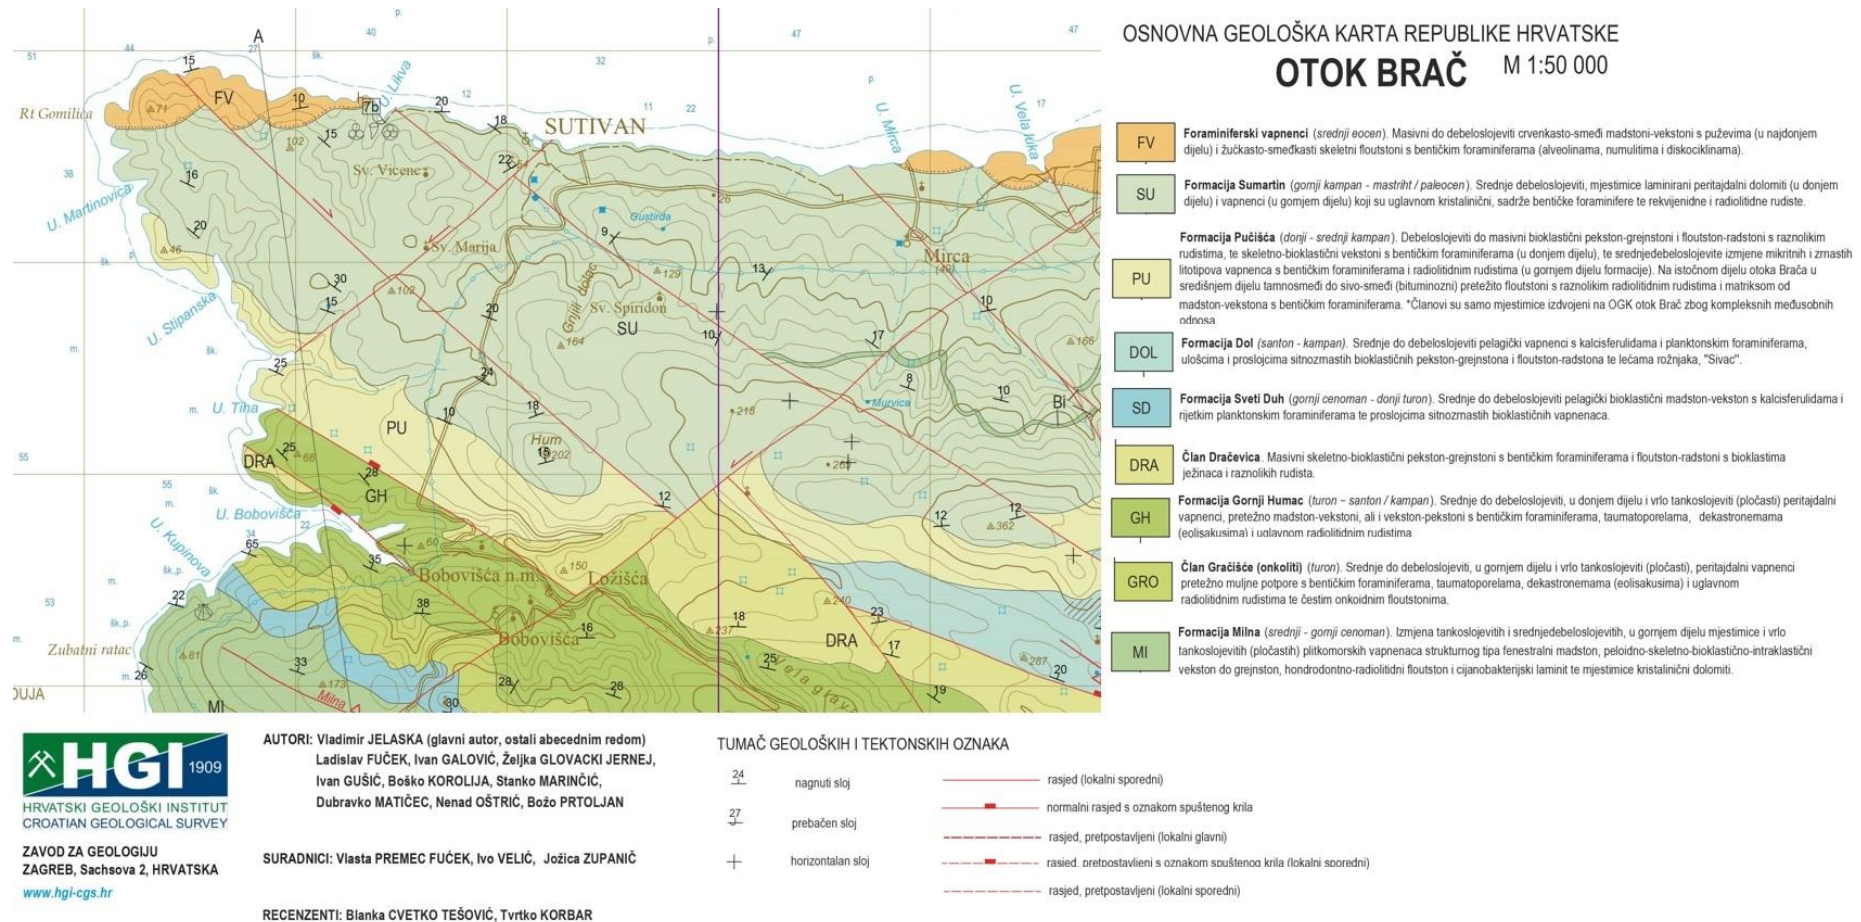 OSNOVNA GEOLOŠKA KARTA REPUBLIKE HRVATSKE
OTOK BRAČ M 1:50 000
FV
Foraminiferski vapnenci (srednji eocen). Masivni do debeloslojeviti crvenkasto-smeđi madstoni-vekstoni s puževima (u najdonjem
dijelu) i žućkasto-smeđkasti skeletni floutstoni s bentičkim foraminiferama (alveolinama, numulitima i diskociklinama).
SU
Formacija Sumartin (gornji kampan - mastriht / paleocen). Srednje debeloslojeviti, mjestimice laminirani peritajdalni dolomiti (u donjem
dijelu) i vapnenci (u gornjem dijelu) koji su uglavnom kristalinični, sadrže bentičke foraminifere te rekvijenidne i radiolitidne rudiste.
PU
Formacija Pučišća (donji - srednji kampan). Debeloslojeviti do masivni bioklastični pekston-grejnstoni i floutston-radstoni s raznolikim
rudistima, te skeletno-bioklastični vekstoni s bentičkim foraminiferama (u donjem dijelu), te srednjedebeloslojevite izmjene mikritnih i zrnastih
litotipova vapnenca s bentičkim foraminiferama i radiolitidnim rudistima (u gornjem dijelu formacije). Na istočnom dijelu otoka Brača u
središnjem dijelu tamnosmeđi do sivo-smeđi (bituminozni) pretežito floutstoni s raznolikim radiolitidnim rudistima i matriksom od
madston-vekstona s bentičkim foraminiferama. *Članovi su samo mjestimice izdvojeni na OGK otok Brač zbog kompleksnih međusobnih
odnosa
DOL
Formacija Dol (santon - kampan). Srednje do debeloslojeviti pelagički vapnenci s kalcisferulidama i planktonskim foraminiferama,
ulošcima i proslojcima sitnozrnastih bioklastičnih pekston-grejnstona i floutston-radstona te lećama rožnjaka, "Sivac".
SD
Formacija Sveti Duh (gornji cenoman - donji turon). Srednje do debeloslojeviti pelagički bioklastični madston-vekston s kalcisferulidama i
rijetkim planktonskim foraminiferama te proslojcima sitnozrnastih bioklastičnih vapnenaca.
DRA
Član Dračevica. Masivni skeletno-bioklastični pekston-grejnstoni s bentičkim foraminiferama i floutston-radstoni s bioklastima
ježinaca i raznolikih rudista.
GH
Formacija Gornji Humac (turon – santon / kampan). Srednje do debeloslojeviti, u donjem dijelu i vrlo tankoslojeviti (pločasti) peritajdalni
vapnenci, pretežno madston-vekstoni, ali i vekston-pekstoni s bentičkim foraminiferama, taumatoporelama, dekastronemama
(eolisakusima) i uglavnom radiolitidnim rudistima
GRO
Član Gračišće (onkoliti) (turon). Srednje do debeloslojeviti, u gornjem dijelu i vrlo tankoslojeviti (pločasti), peritajdalni vapnenci
pretežno muljne potpore s bentičkim foraminiferama, taumatoporelama, dekastronemama (eolisakusima) i uglavnom
radiolitidnim rudistima te čestim onkoidnim floutstonima.
MI
Formacija Milna (srednji - gornji cenoman). Izmjena tankoslojevitih i srednjedebeloslojevitih, u gornjem dijelu mjestimice i vrlo
tankoslojevitih (pločastih) plitkomorskih vapnenaca strukturnog tipa fenestralni madston, peloidno-skeletno-bioklastično-intraklastični
vekston do grejnston, hondrodontno-radiolitidni floutston i cijanobakterijski laminit te mjestimice kristalinični dolomiti.
A
Rt Gomilica
FV
7b
U. Likva
SUTIVAN
U. Mirca
U. Vela kika
Sv. Vicenc
U. Martinovića
Gustirda
Sv. Marija
Mirca
Gnjili dolac
Sv. Spiridon
SU
U. Stipanska
Murvica
BI
U. Tiha
PU
Hum
DRA
GH
U. Bobovišća
U. Kupinova
Bobovišća n.m.
Ložišća
Bobovišća
DRA
Zubatni ratac
Vela glava
Milna
MI
HGI 1909
HRVATSKI GEOLOŠKI INSTITUT
CROATIAN GEOLOGICAL SURVEY
ZAVOD ZA GEOLOGIJU
ZAGREB, Sachsova 2, HRVATSKA
www.hgi-cgs.hr
AUTORI: Vladimir JELASKA (glavni autor, ostali abecednim redom)
Ladislav FUČEK, Ivan GALOVIĆ, Željka GLOVACKI JERNEJ,
Ivan GUŠIĆ, Boško KOROLIJA, Stanko MARINČIĆ,
Dubravko MATIČEC, Nenad OŠTRIĆ, Božo PRTOLJAN
SURADNICI: Vlasta PREMEC FUĆEK, Ivo VELIĆ, Jožica ZUPANIČ
RECENZENTI: Blanka CVETKO TEŠOVIĆ, Tvrtko KORBAR
TUMAČ GEOLOŠKIH I TEKTONSKIH OZNAKA
24 nagnuti sloj
27 prebačen sloj
horizontalan sloj
rasjed (lokalni sporedni)
normalni rasjed s oznakom spuštenog krila
rasjed, pretpostavljeni (lokalni glavni)
rasjed, pretpostavljeni s oznakom spuštenog krila (lokalni sporedni)
rasjed, pretpostavljeni (lokalni sporedni)